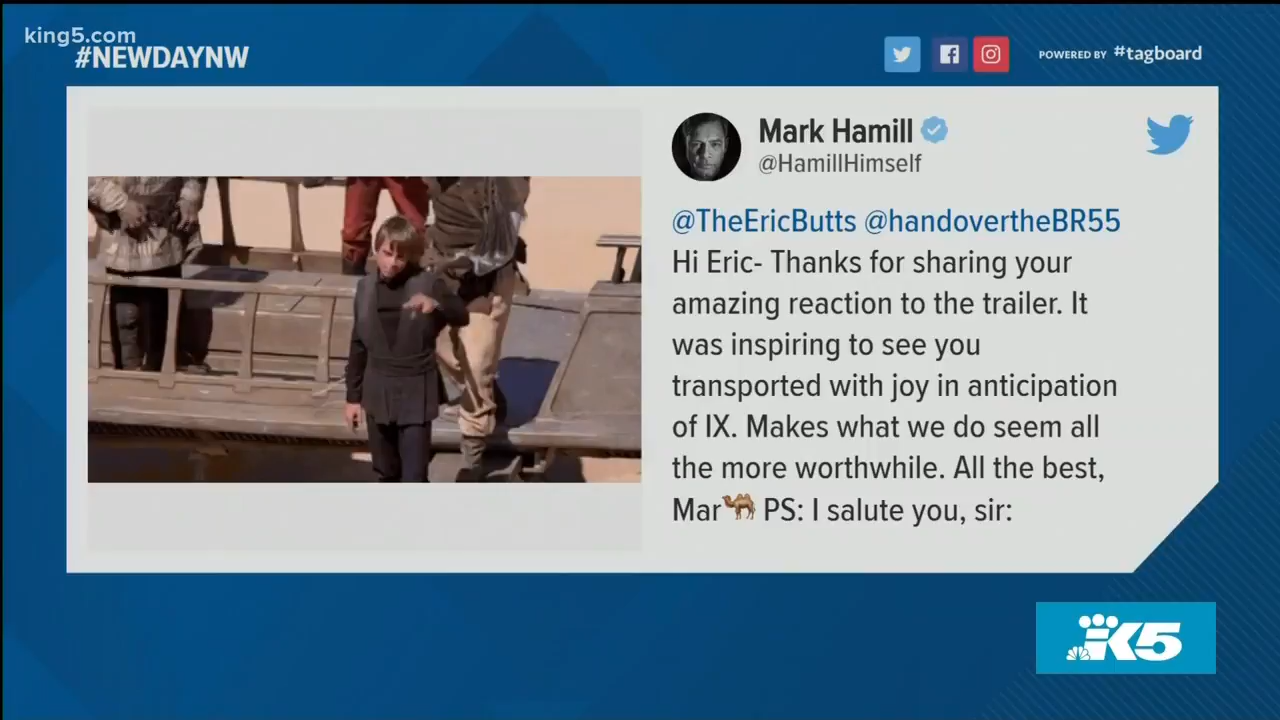 king5.com
#NEWDAYNW
POWERED BY #tagboard
Mark Hamill
@HamillHimself
@TheEricButts @handovertheBR55
Hi Eric- Thanks for sharing your
amazing reaction to the trailer. It
was inspiring to see you
transported with joy in anticipation
of IX. Makes what we do seem all
the more worthwhile. All the best,
Mar🐫 PS: I salute you, sir:
K5